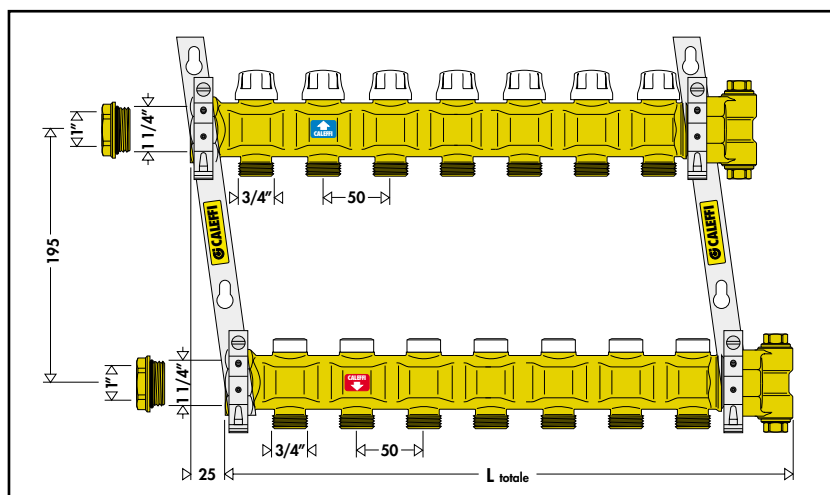 1"
1 1/4"
CALEFFI
3/4"
50
195
CALEFFI
CALEFFI
1"
1 1/4"
CALEFFI
3/4"
50
25
L totale